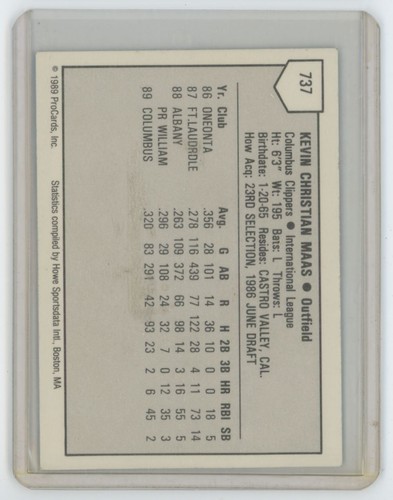 737
KEVIN CHRISTIAN MAAS ● Outfield
Columbus Clippers ● International League
Ht: 6'3" Wt: 195 Bats: L Throws: L
Birthdate: 1-20-65 Resides: CASTRO VALLEY, CAL.
How Acq: 23RD SELECTION, 1986 JUNE DRAFT
Yr. Club Avg. G AB R H 2B 3B HR RBI SB
86 ONEONTA .356 28 101 14 36 10 0 0 18 5
87 FT.LAUDRDLE .278 116 439 77 122 28 4 11 73 14
88 ALBANY .263 109 372 66 98 14 3 16 55 5
PR WILLIAM .296 29 108 24 32 7 0 12 35 3
89 COLUMBUS .320 83 291 42 93 23 2 6 45 2
© 1989 ProCards, Inc. Statistics compiled by Howe Sportsdata Intl., Boston, MA